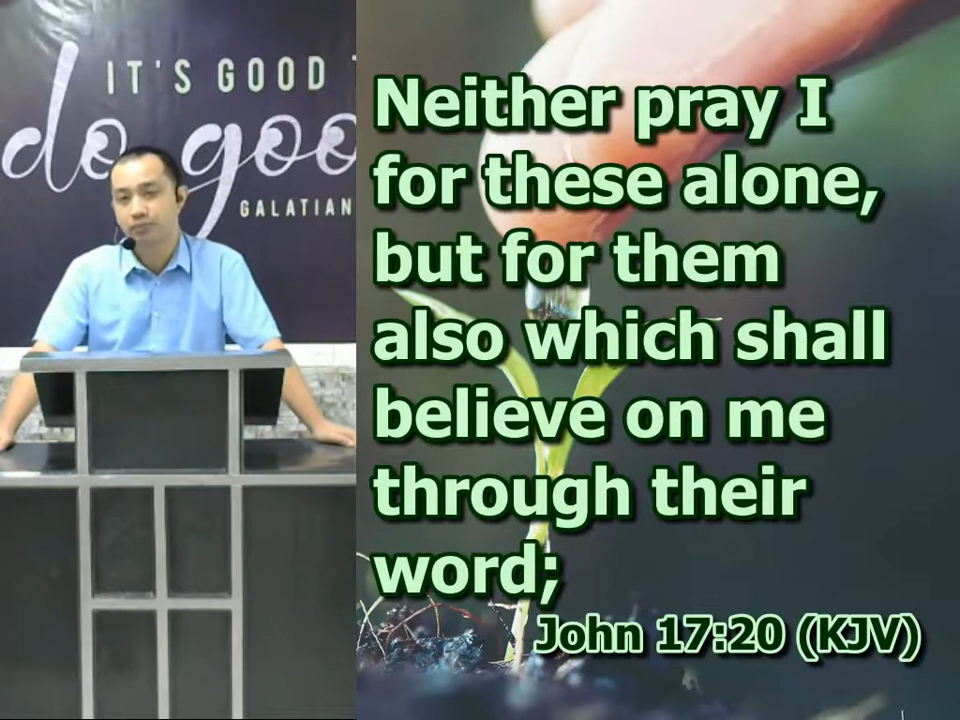 IT'S GOOD T
do goo
GALATIAN
Neither pray I
for these alone,
but for them
also which shall
believe on me
through their
word;
John 17:20 (KJV)